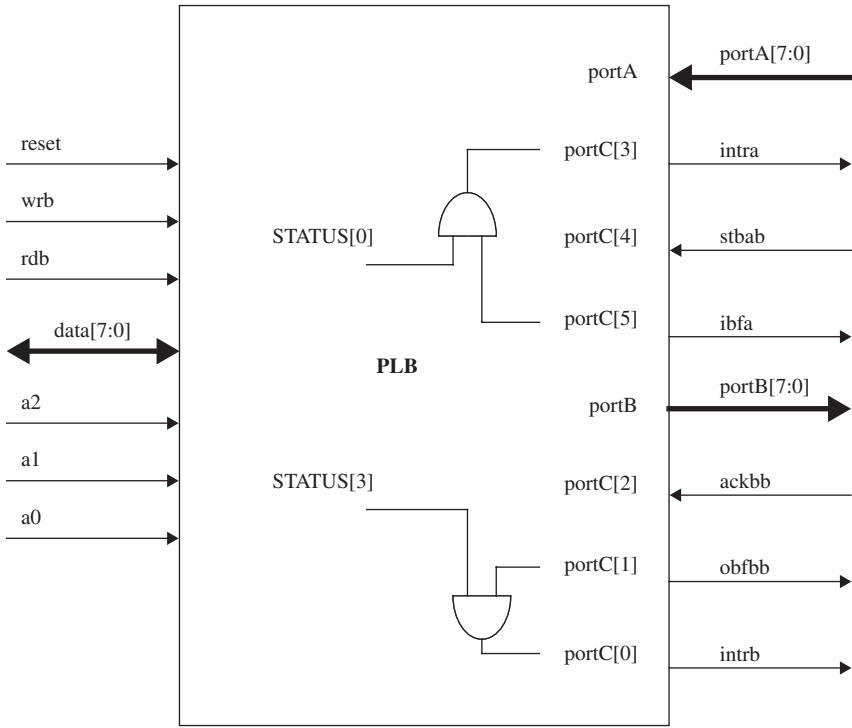 portA
portA[7:0]
reset
portC[3]
intra
wrb
STATUS[0]
portC[4]
stbab
rdb
data[7:0]
portC[5]
ibfa
PLB
portB
portB[7:0]
a2
a1
STATUS[3]
portC[2]
ackbb
a0
portC[1]
obfbb
portC[0]
intrb